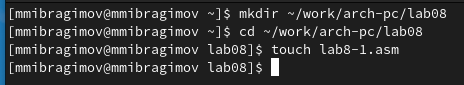 [mmibragimov@mmibragimov ~]$ mkdir ~/work/arch-pc/lab08
[mmibragimov@mmibragimov ~]$ cd ~/work/arch-pc/lab08
[mmibragimov@mmibragimov lab08]$ touch lab8-1.asm
[mmibragimov@mmibragimov lab08]$